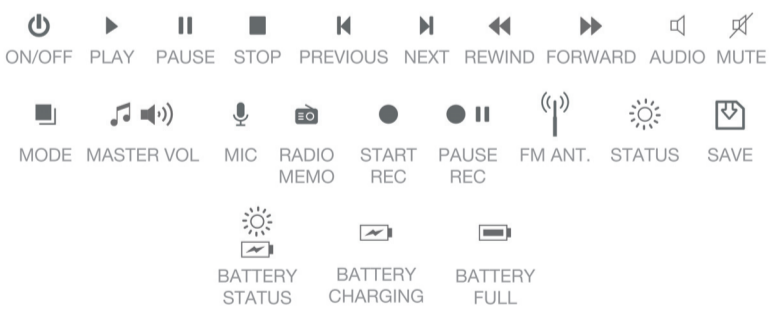 ON/OFF PLAY PAUSE STOP PREVIOUS NEXT REWIND FORWARD AUDIO MUTE
MODE MASTER VOL MIC RADIO MEMO START REC PAUSE REC FM ANT. STATUS SAVE
BATTERY STATUS BATTERY CHARGING BATTERY FULL